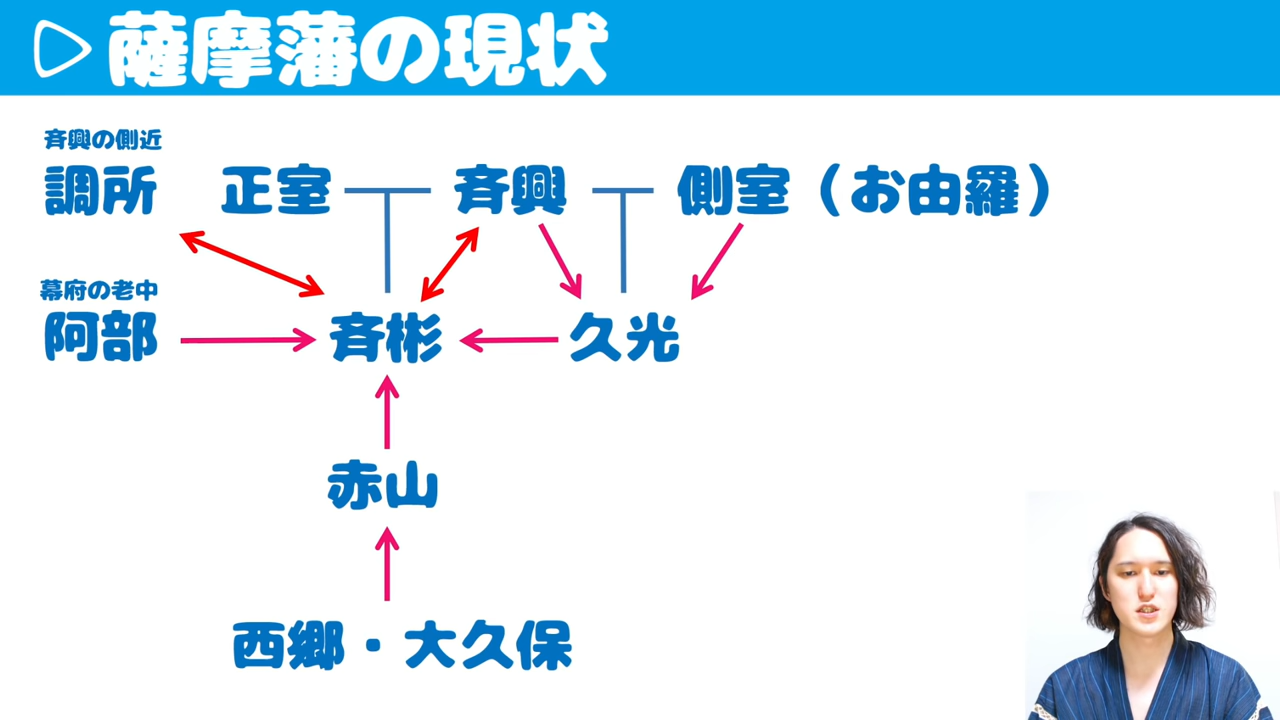 薩摩藩の現状
斉興の側近
調所 正室 斉興 側室（お由羅）
幕府の老中
阿部 斉彬 久光
赤山
西郷・大久保